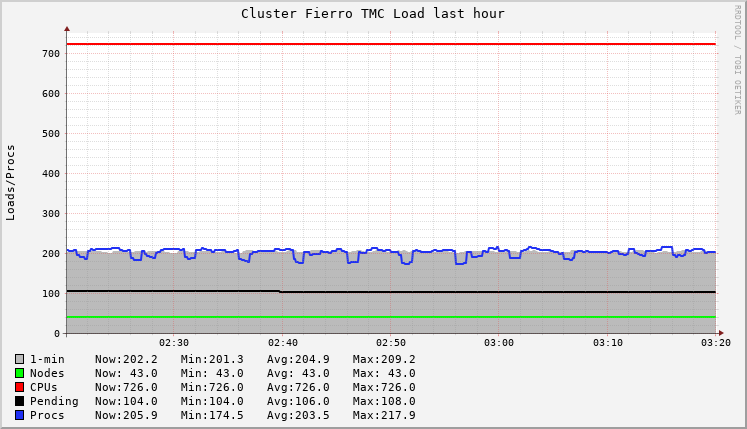 Cluster Fierro TMC Load last hour
RRDTOOL / TOBI OETIKER
Loads/Procs
700
600
500
400
300
200
100
0
02:30 02:40 02:50 03:00 03:10 03:20
1-min Now:202.2 Min:201.3 Avg:204.9 Max:209.2
Nodes Now: 43.0 Min: 43.0 Avg: 43.0 Max: 43.0
CPUs Now:726.0 Min:726.0 Avg:726.0 Max:726.0
Pending Now:104.0 Min:104.0 Avg:106.0 Max:108.0
Procs Now:205.9 Min:174.5 Avg:203.5 Max:217.9